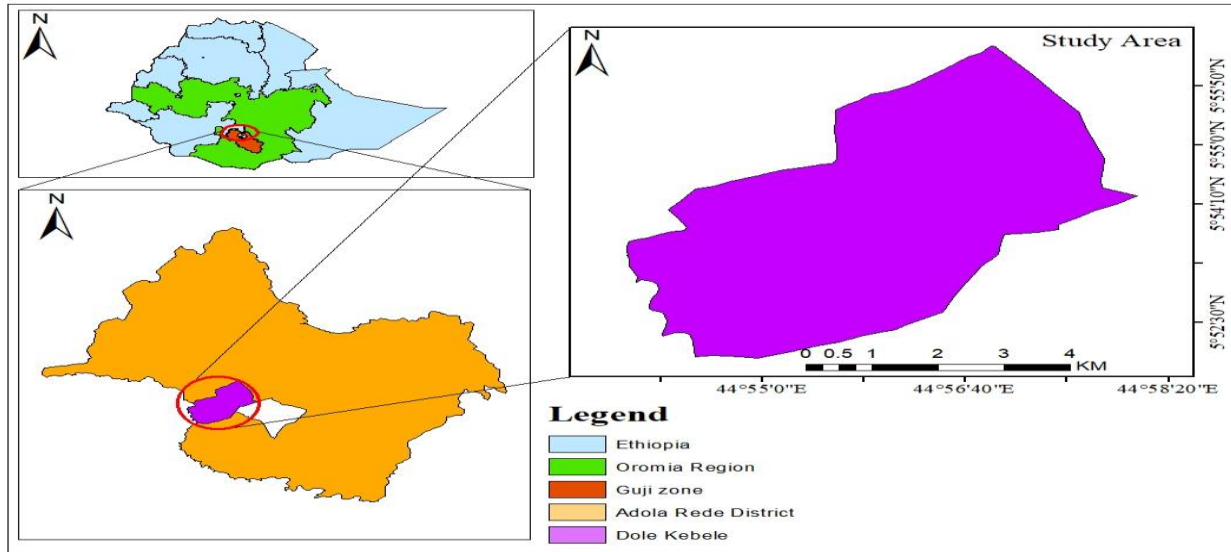 N
N
N
Study Area
5°55'5"0"N
5°55'0"N
5°54'10"N
5°52'30"N
0 0.5 1 2 3 4
KM
44°55'0"E
44°56'40"E
44°58'20"E
Legend
Ethiopia
Oromia Region
Guji zone
Adola Rede District
Dole Kebele